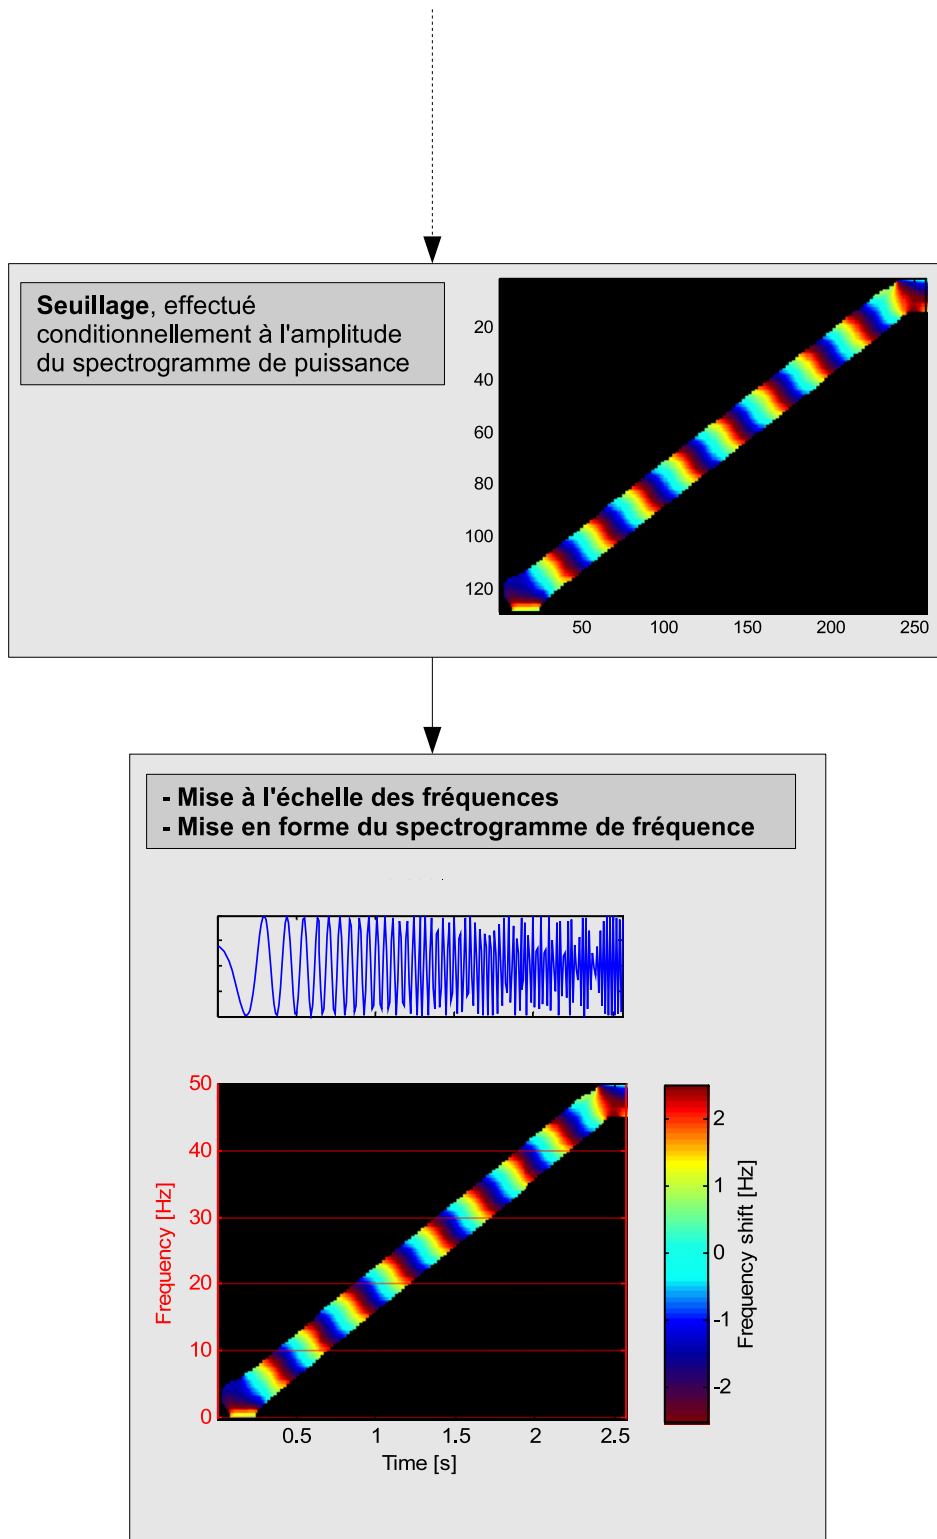 Seuillage, effectué
conditionnellement à l'amplitude
du spectrogramme de puissance
20
40
60
80
100
120
50 100 150 200 250
- Mise à l'échelle des fréquences
- Mise en forme du spectrogramme de fréquence
50
40
30
20
10
0
Frequency [Hz]
0.5 1 1.5 2 2.5
Time [s]
2
1
0
-1
-2
Frequency shift [Hz]